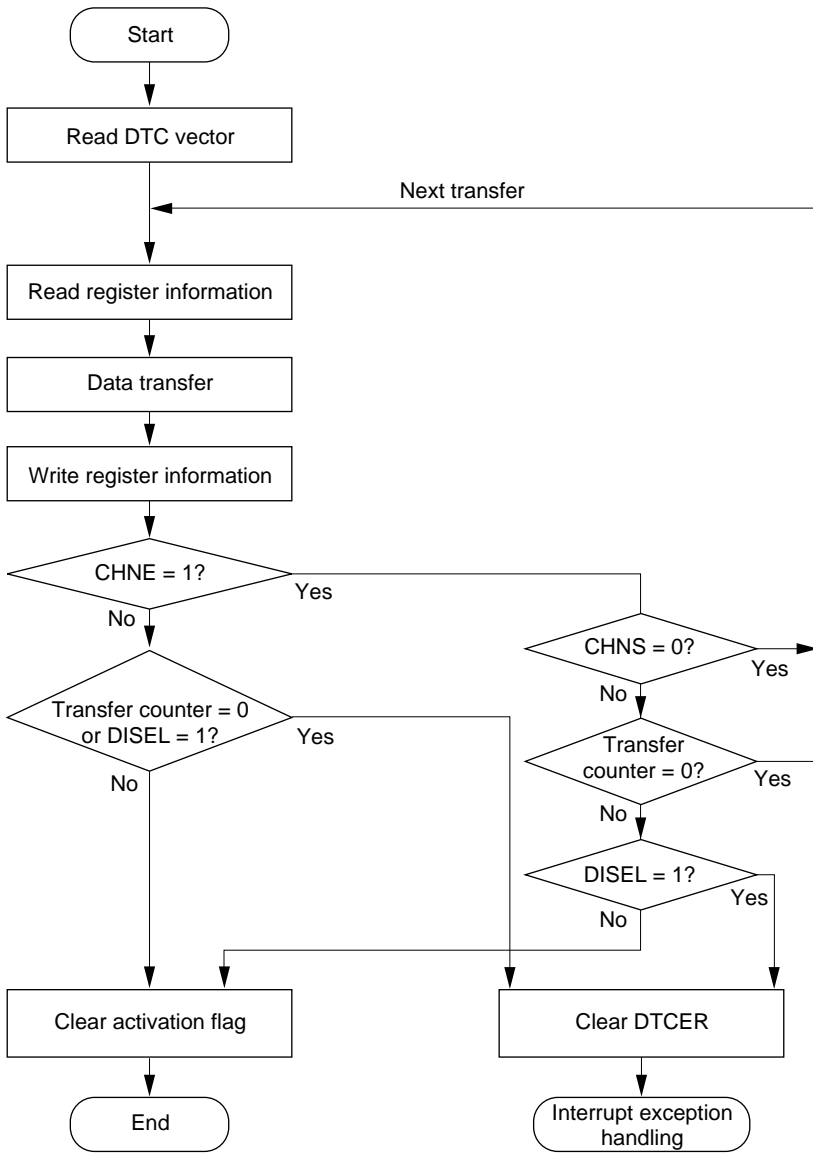 Start
Read DTC vector
Next transfer
Read register information
Data transfer
Write register information
CHNE = 1?
Yes
No
CHNS = 0?
Yes
No
Transfer counter = 0
or DISEL = 1?
Yes
No
Transfer
counter = 0?
Yes
No
DISEL = 1?
Yes
No
Clear activation flag
Clear DTCER
End
Interrupt exception
handling